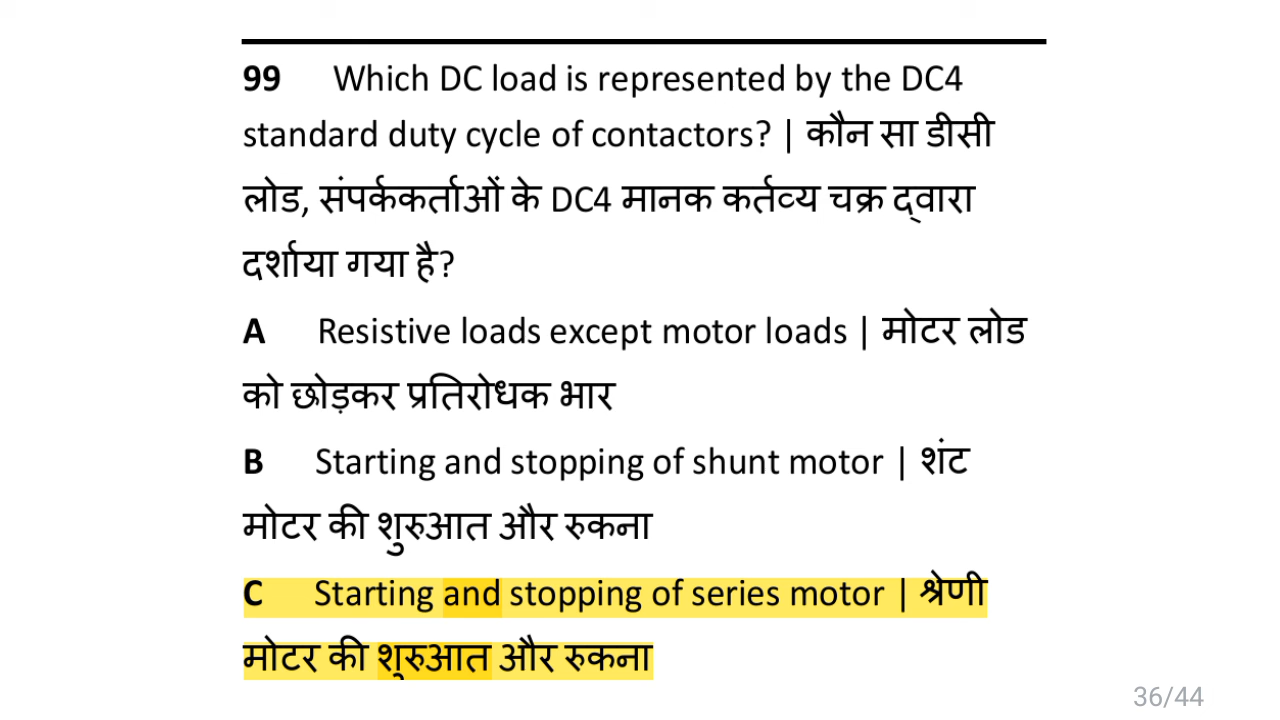 99 Which DC load is represented by the DC4
standard duty cycle of contactors? | कौन सा डीसी
लोड, संपर्ककर्ताओं के DC4 मानक कर्तव्य चक्र द्वारा
दर्शाया गया है?
A Resistive loads except motor loads | मोटर लोड
को छोड़कर प्रतिरोधक भार
B Starting and stopping of shunt motor | शंट
मोटर की शुरुआत और रुकना
C Starting and stopping of series motor | श्रेणी
मोटर की शुरुआत और रुकना
36/44